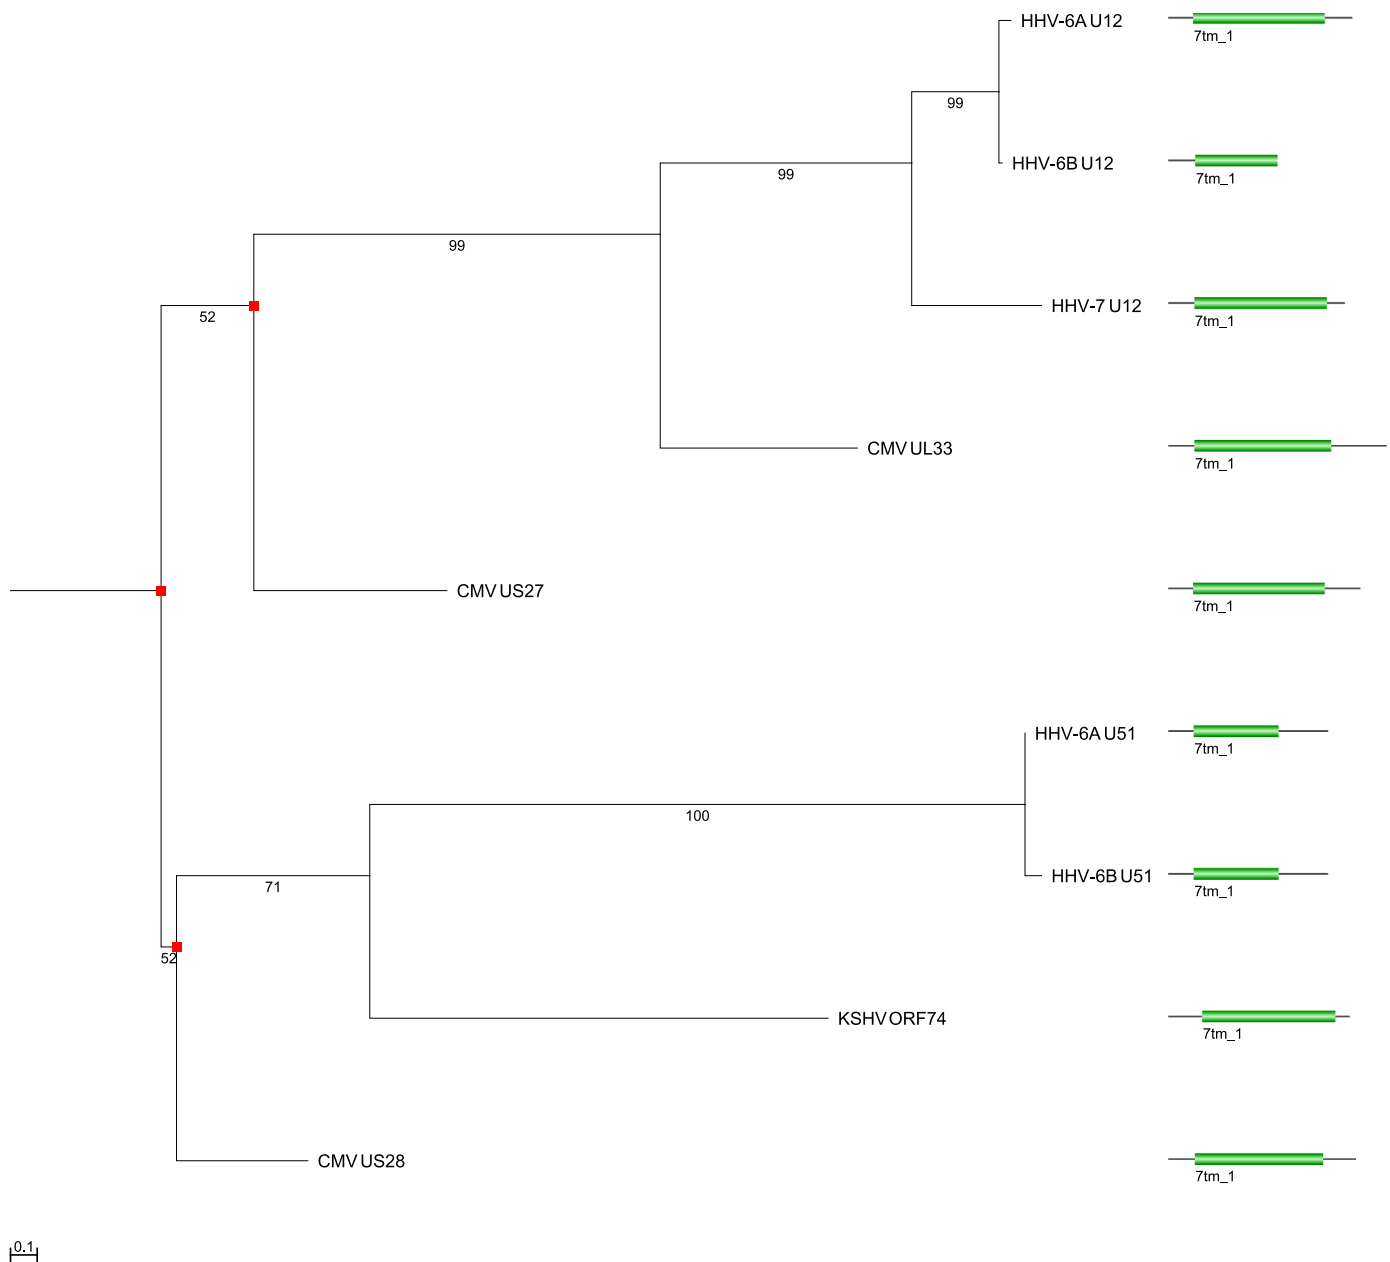 HHV-6A U12
7tm_1
99
HHV-6B U12
7tm_1
99
99
52
HHV-7 U12
7tm_1
CMV UL33
7tm_1
CMV US27
7tm_1
HHV-6A U51
7tm_1
100
HHV-6B U51
7tm_1
71
52
KSHV ORF74
7tm_1
CMV US28
7tm_1
0.1